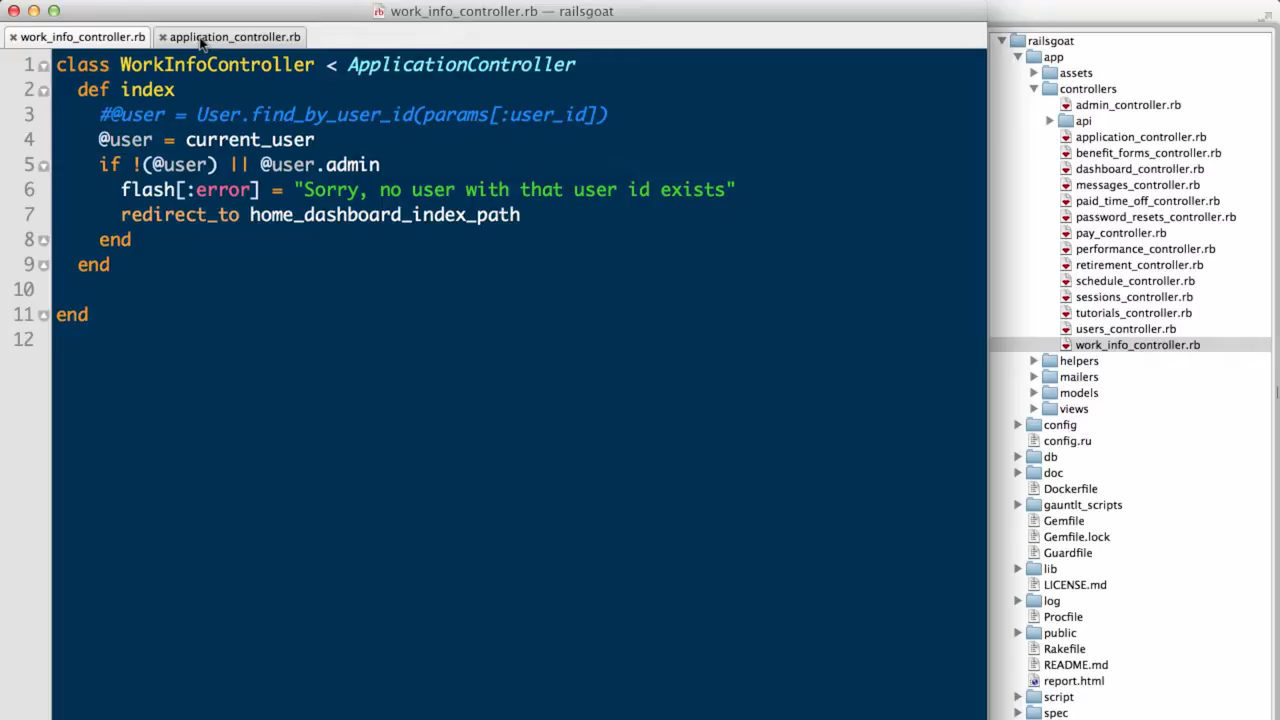 work_info_controller.rb — railsgoat
work_info_controller.rb
application_controller.rb
1 class WorkInfoController < ApplicationController
2 def index
3 #@user = User.find_by_user_id(params[:user_id])
4 @user = current_user
5 if !(@user) || @user.admin
6 flash[:error] = "Sorry, no user with that user id exists"
7 redirect_to home_dashboard_index_path
8 end
9 end
10
11 end
12
railsgoat
app
assets
controllers
admin_controller.rb
api
application_controller.rb
benefit_forms_controller.rb
dashboard_controller.rb
messages_controller.rb
paid_time_off_controller.rb
password_resets_controller.rb
pay_controller.rb
performance_controller.rb
retirement_controller.rb
schedule_controller.rb
sessions_controller.rb
tutorials_controller.rb
users_controller.rb
work_info_controller.rb
helpers
mailers
models
views
config
config.ru
db
doc
Dockerfile
gauntlt_scripts
Gemfile
Gemfile.lock
Guardfile
lib
LICENSE.md
log
Procfile
public
Rakefile
README.md
report.html
script
spec